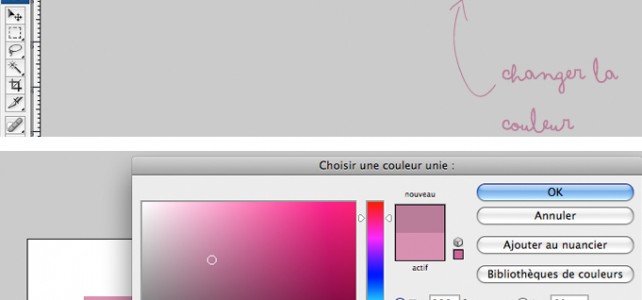 changer la
couleur
Choisir une couleur unie :
nouveau
OK
Annuler
Ajouter au nuancier
actif
Bibliothèques de couleurs